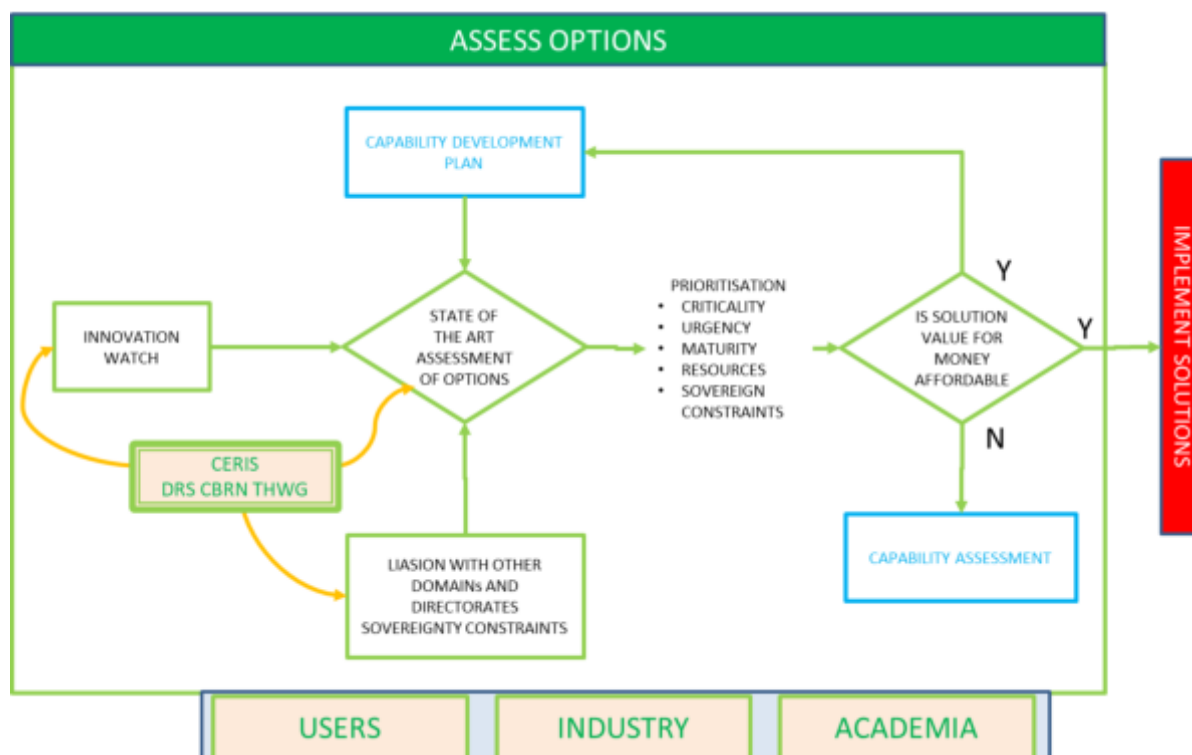 ASSESS OPTIONS
CAPABILITY DEVELOPMENT
PLAN
INNOVATION
WATCH
STATE OF
THE ART
ASSESSMENT
OF OPTIONS
PRIORITISATION
• CRITICALITY
• URGENCY
• MATURITY
• RESOURCES
• SOVEREIGN
CONSTRAINTS
IS SOLUTION
VALUE FOR
MONEY
AFFORDABLE
Y
Y
N
IMPLEMENT SOLUTIONS
CERIS
DRS CBRN THWG
LIASION WITH OTHER
DOMAINs AND
DIRECTORATES
SOVEREIGNTY CONSTRAINTS
CAPABILITY ASSESSMENT
USERS
INDUSTRY
ACADEMIA